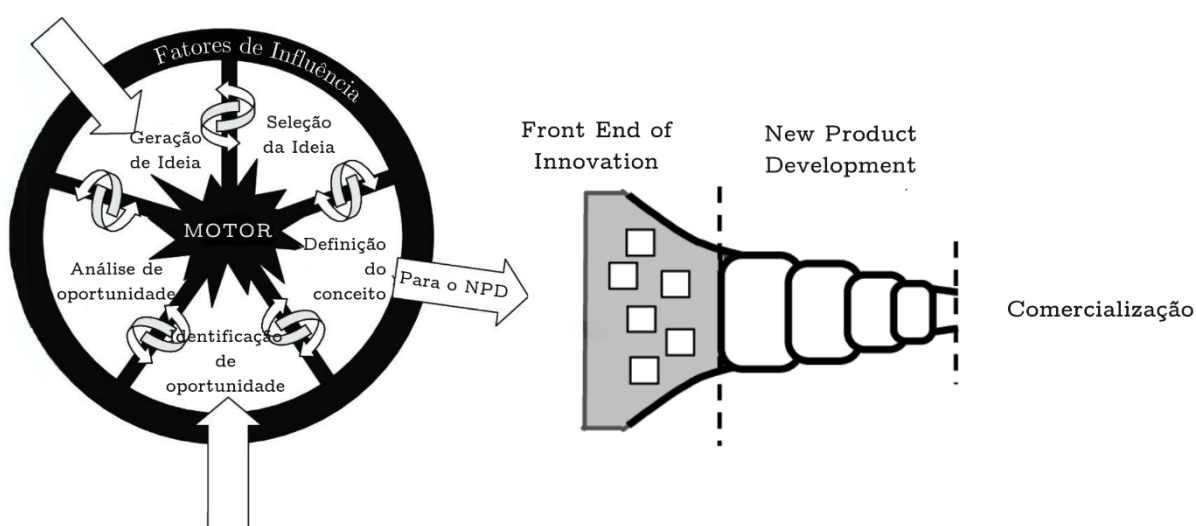 Fatores de Influência
Geração
de Ideia
Seleção
da Ideia
MOTOR
Análise de
oportunidade
Definição
do
conceito
Identificação
de
oportunidade
Para o NPD
Front End of
Innovation
New Product
Development
Comercialização